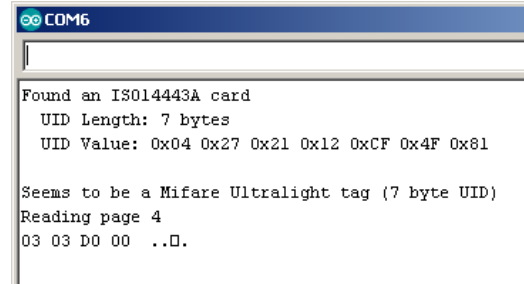 COM6
Found an ISO14443A card
UID Length: 7 bytes
UID Value: 0x04 0x27 0x21 0x12 0xCF 0x4F 0x81
Seems to be a Mifare Ultralight tag (7 byte UID)
Reading page 4
03 03 D0 00  ..□.